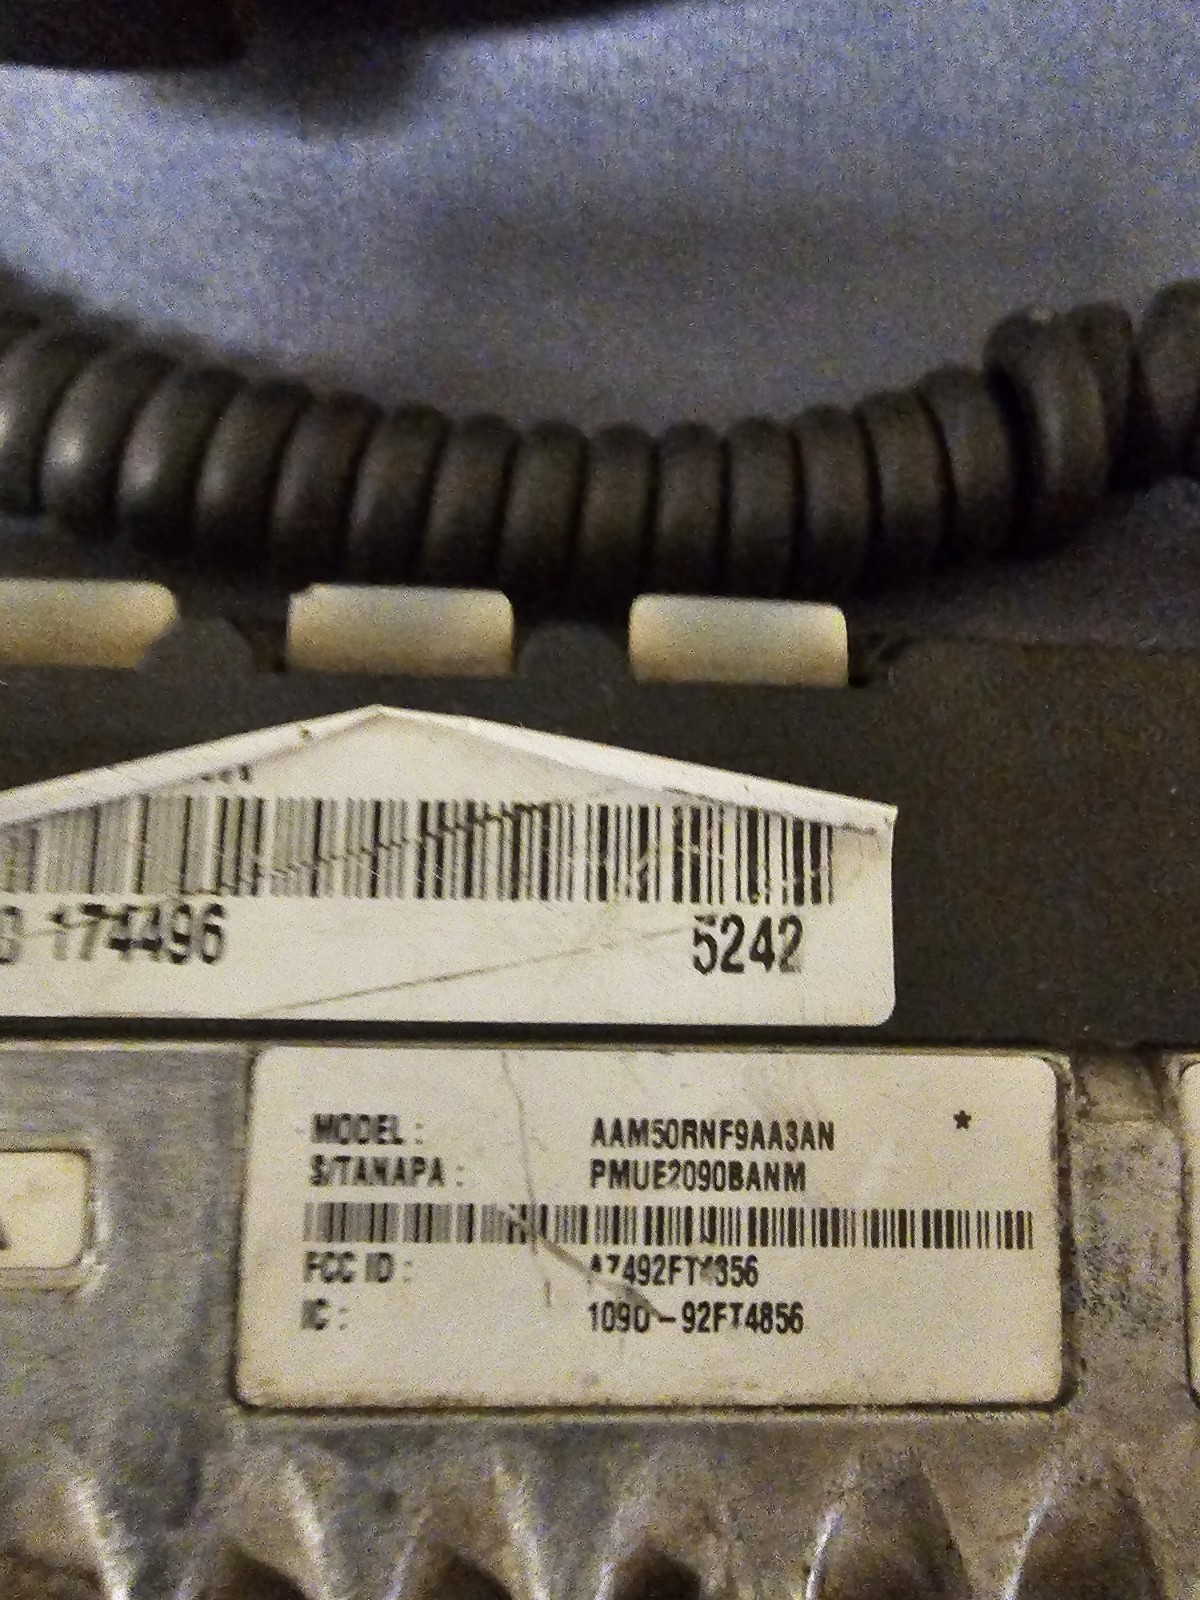 174496 5242
MODEL : AAM50RNF9AA3AN *
S/TANAPA : PMUE2090BANM
FCC ID :
IC : 109D-92FT4856